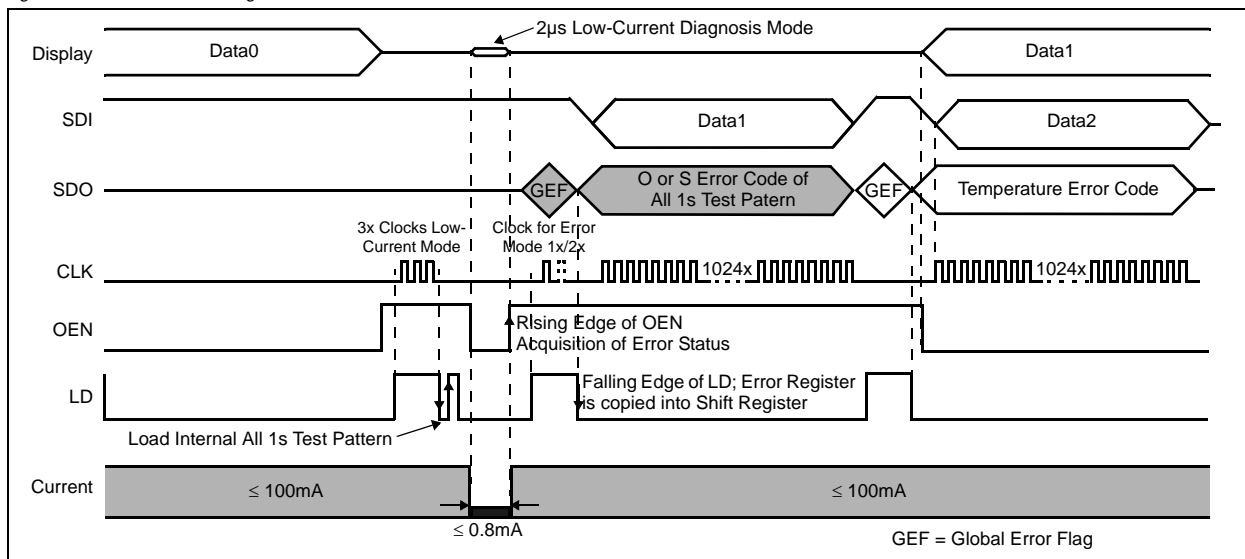 2µs Low-Current Diagnosis Mode
Display
Data0
Data1
SDI
Data1
Data2
SDO
GEF
O or S Error Code of
All 1s Test Patern
GEF
Temperature Error Code
3x Clocks Low-
Current Mode
Clock for Error
Mode 1x/2x
CLK
1024x
1024x
OEN
Rising Edge of OEN
Acquisition of Error Status
LD
Falling Edge of LD; Error Register
is copied into Shift Register
Load Internal All 1s Test Pattern
Current
≤ 100mA
≤ 100mA
≤ 0.8mA
GEF = Global Error Flag